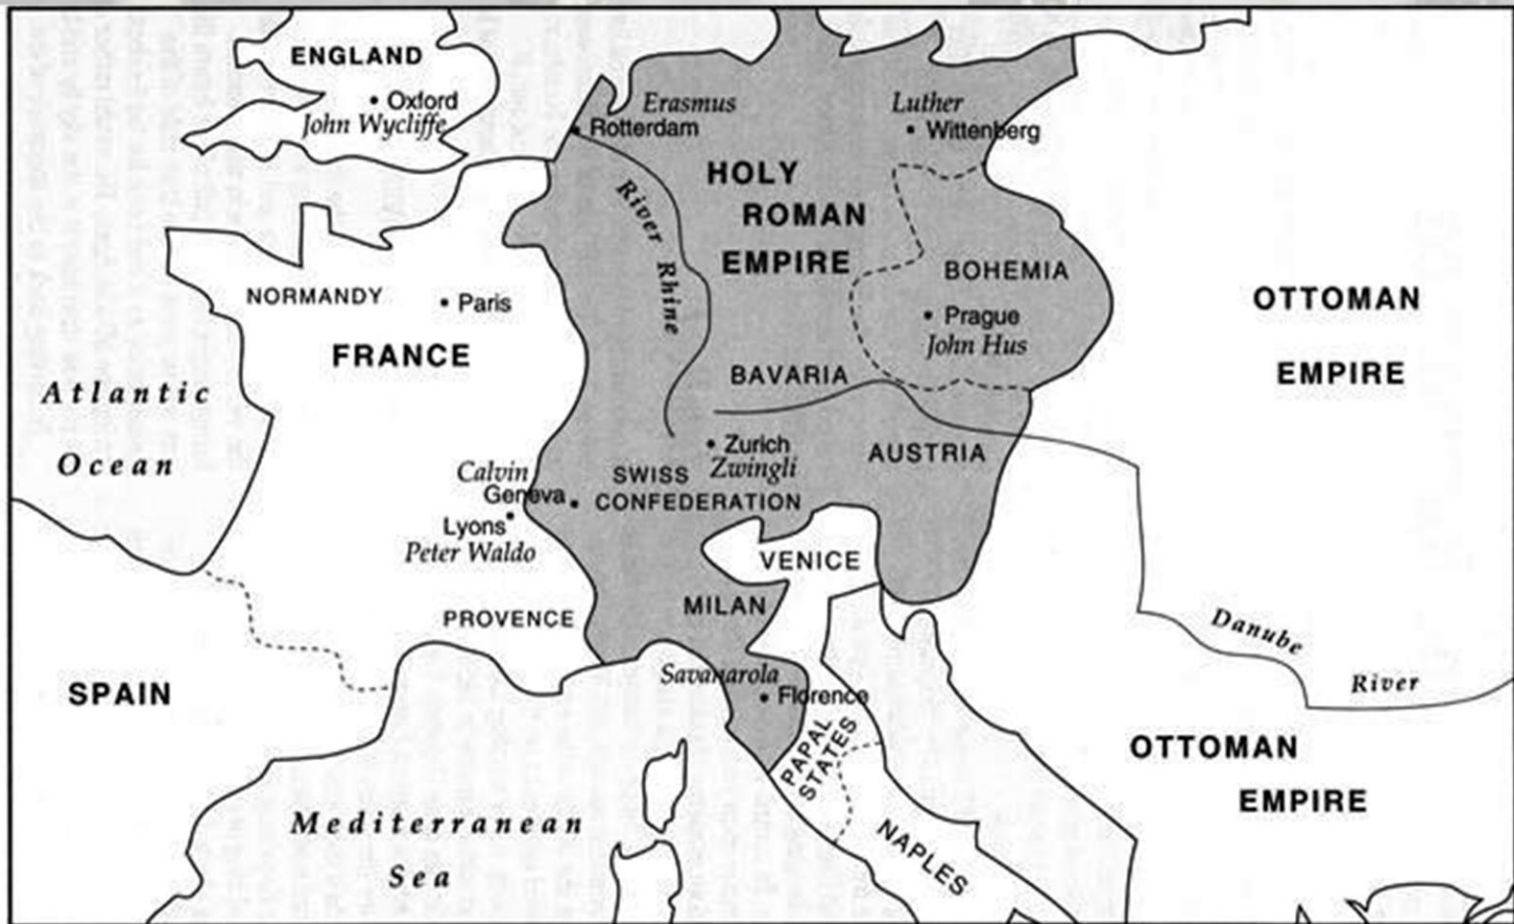 ENGLAND
Oxford
John Wycliffe
Erasmus
Rotterdam
Luther
Wittenberg
HOLY
ROMAN
EMPIRE
River Rhine
BOHEMIA
Prague
John Hus
NORMANDY
Paris
FRANCE
BAVARIA
OTTOMAN
EMPIRE
Atlantic
Ocean
Zurich
Zwingli
AUSTRIA
SWISS
CONFEDERATION
Calvin
Geneva
Lyons
Peter Waldo
VENICE
MILAN
PROVENCE
SPAIN
Savanarola
Florence
PAPAL
STATES
NAPLES
Danube
River
OTTOMAN
EMPIRE
Mediterranean
Sea